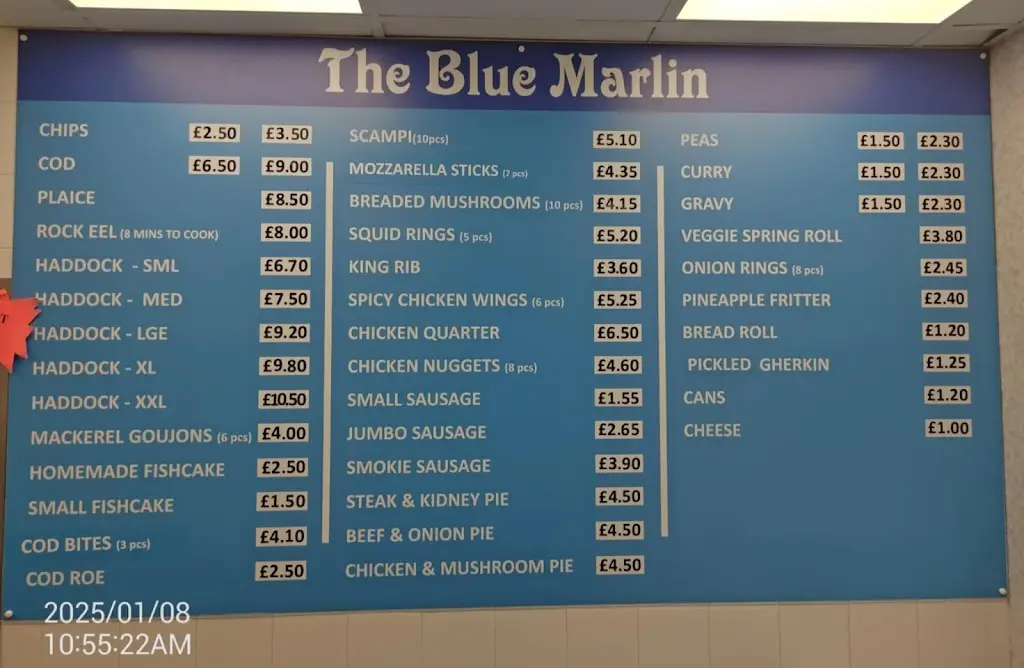 The Blue Marlin
CHIPS £2.50 £3.50
COD £6.50 £9.00
PLAICE £8.50
ROCK EEL (8 MINS TO COOK) £8.00
HADDOCK - SML £6.70
HADDOCK - MED £7.50
HADDOCK - LGE £9.20
HADDOCK - XL £9.80
HADDOCK - XXL £10.50
MACKEREL GOUJONS (6 pcs) £4.00
HOMEMADE FISHCAKE £2.50
SMALL FISHCAKE £1.50
COD BITES (3 pcs) £4.10
COD ROE £2.50
SCAMPI(10pcs) £5.10
MOZZARELLA STICKS (7 pcs) £4.35
BREADED MUSHROOMS (10 pcs) £4.15
SQUID RINGS (5 pcs) £5.20
KING RIB £3.60
SPICY CHICKEN WINGS (6 pcs) £5.25
CHICKEN QUARTER £6.50
CHICKEN NUGGETS (8 pcs) £4.60
SMALL SAUSAGE £1.55
JUMBO SAUSAGE £2.65
SMOKIE SAUSAGE £3.90
STEAK & KIDNEY PIE £4.50
BEEF & ONION PIE £4.50
CHICKEN & MUSHROOM PIE £4.50
PEAS £1.50 £2.30
CURRY £1.50 £2.30
GRAVY £1.50 £2.30
VEGGIE SPRING ROLL £3.80
ONION RINGS (8 pcs) £2.45
PINEAPPLE FRITTER £2.40
BREAD ROLL £1.20
PICKLED GHERKIN £1.25
CANS £1.20
CHEESE £1.00
2025/01/08
10:55:22AM